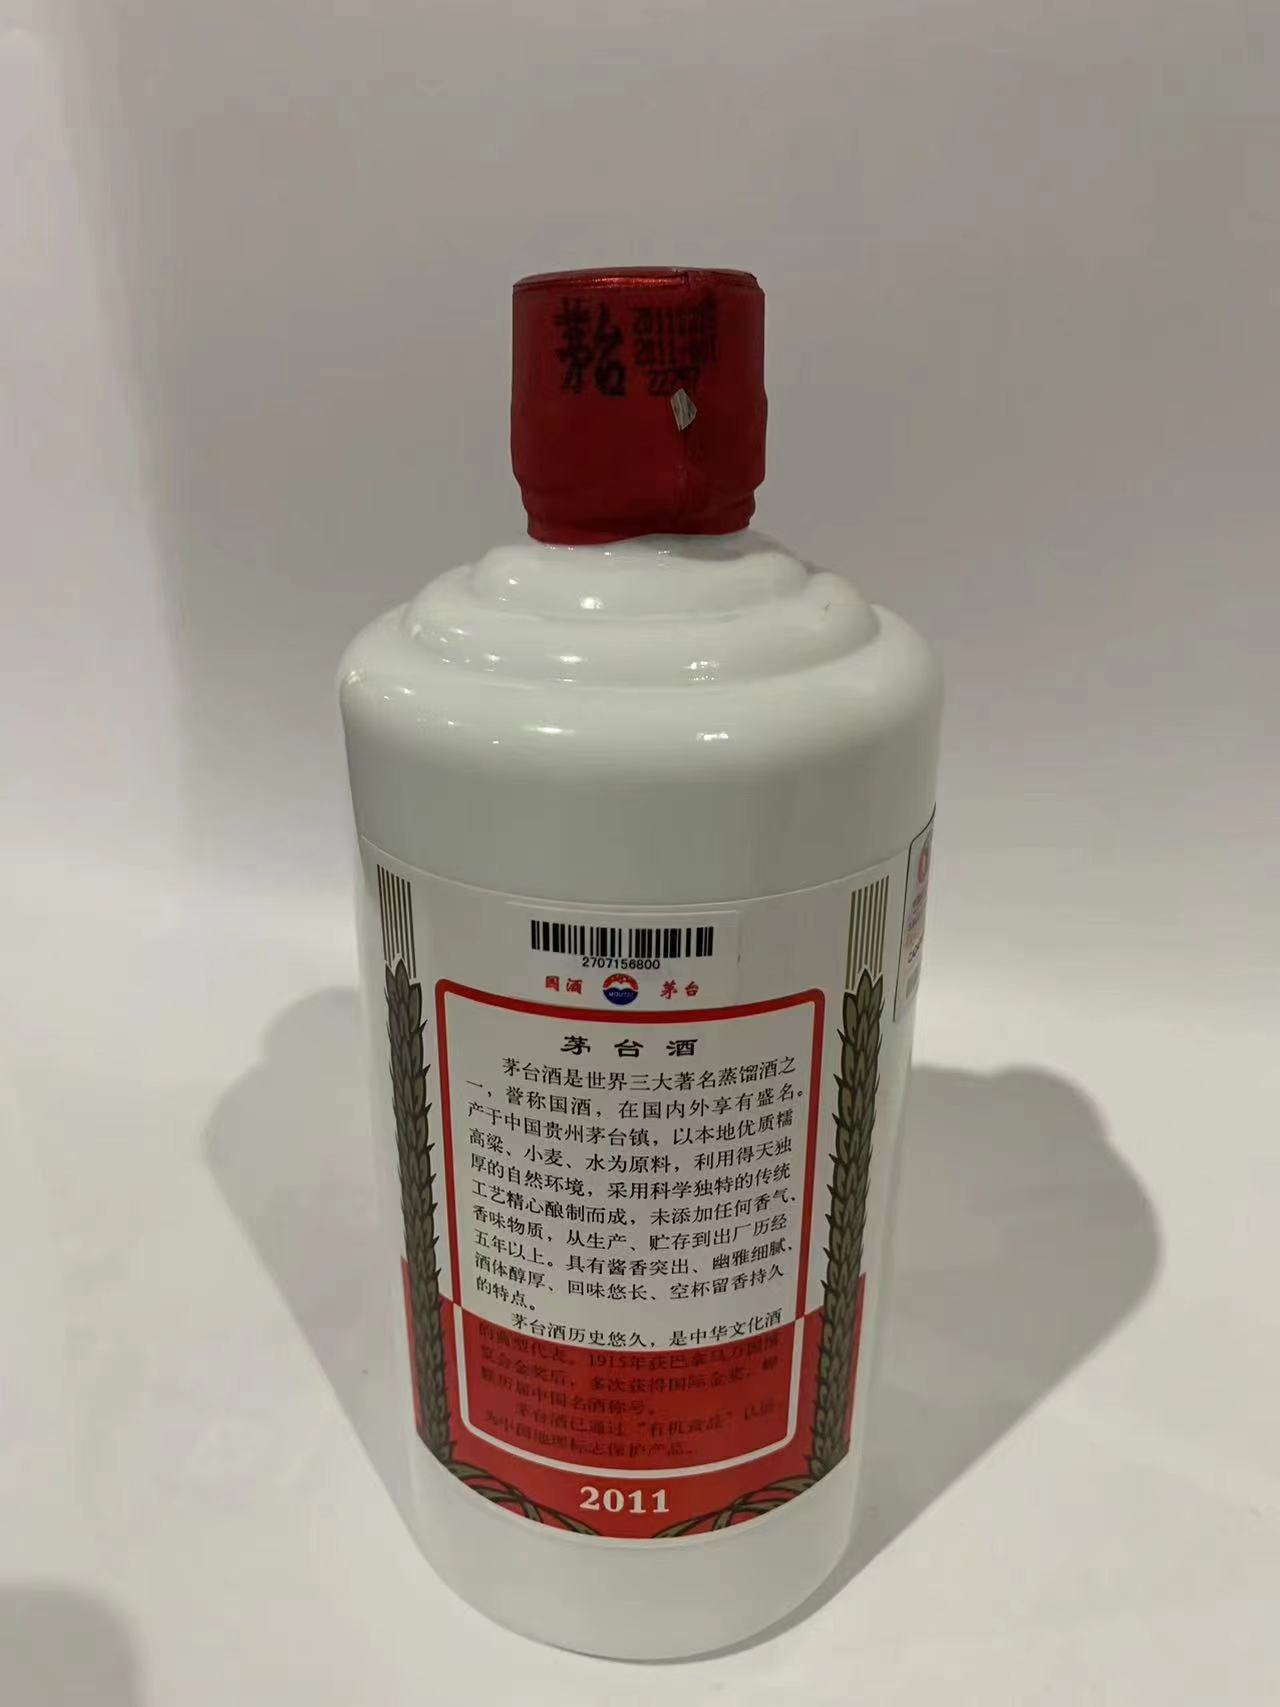 茅台
2707156800
国酒 MOUTAI 茅台
茅台酒
茅台酒是世界三大著名蒸馏酒之
一，誉称国酒，在国内外享有盛名。
产于中国贵州茅台镇，以本地优质糯
高粱、小麦、水为原料，利用得天独
厚的自然环境，采用科学独特的传统
工艺精心酿制而成，未添加任何香气、
香味物质，从生产、贮存到出厂历经
五年以上。具有酱香突出、幽雅细腻、
酒体醇厚、回味悠长、空杯留香持久
的特点。
茅台酒历史悠久，是中华文化酒
的典型代表。1915年获巴拿马万国博
览会金奖后，多次获得国际金奖，蝉
联历届中国名酒称号。
茅台酒已通过“有机食品”认证，
为中国地理标志保护产品。
2011